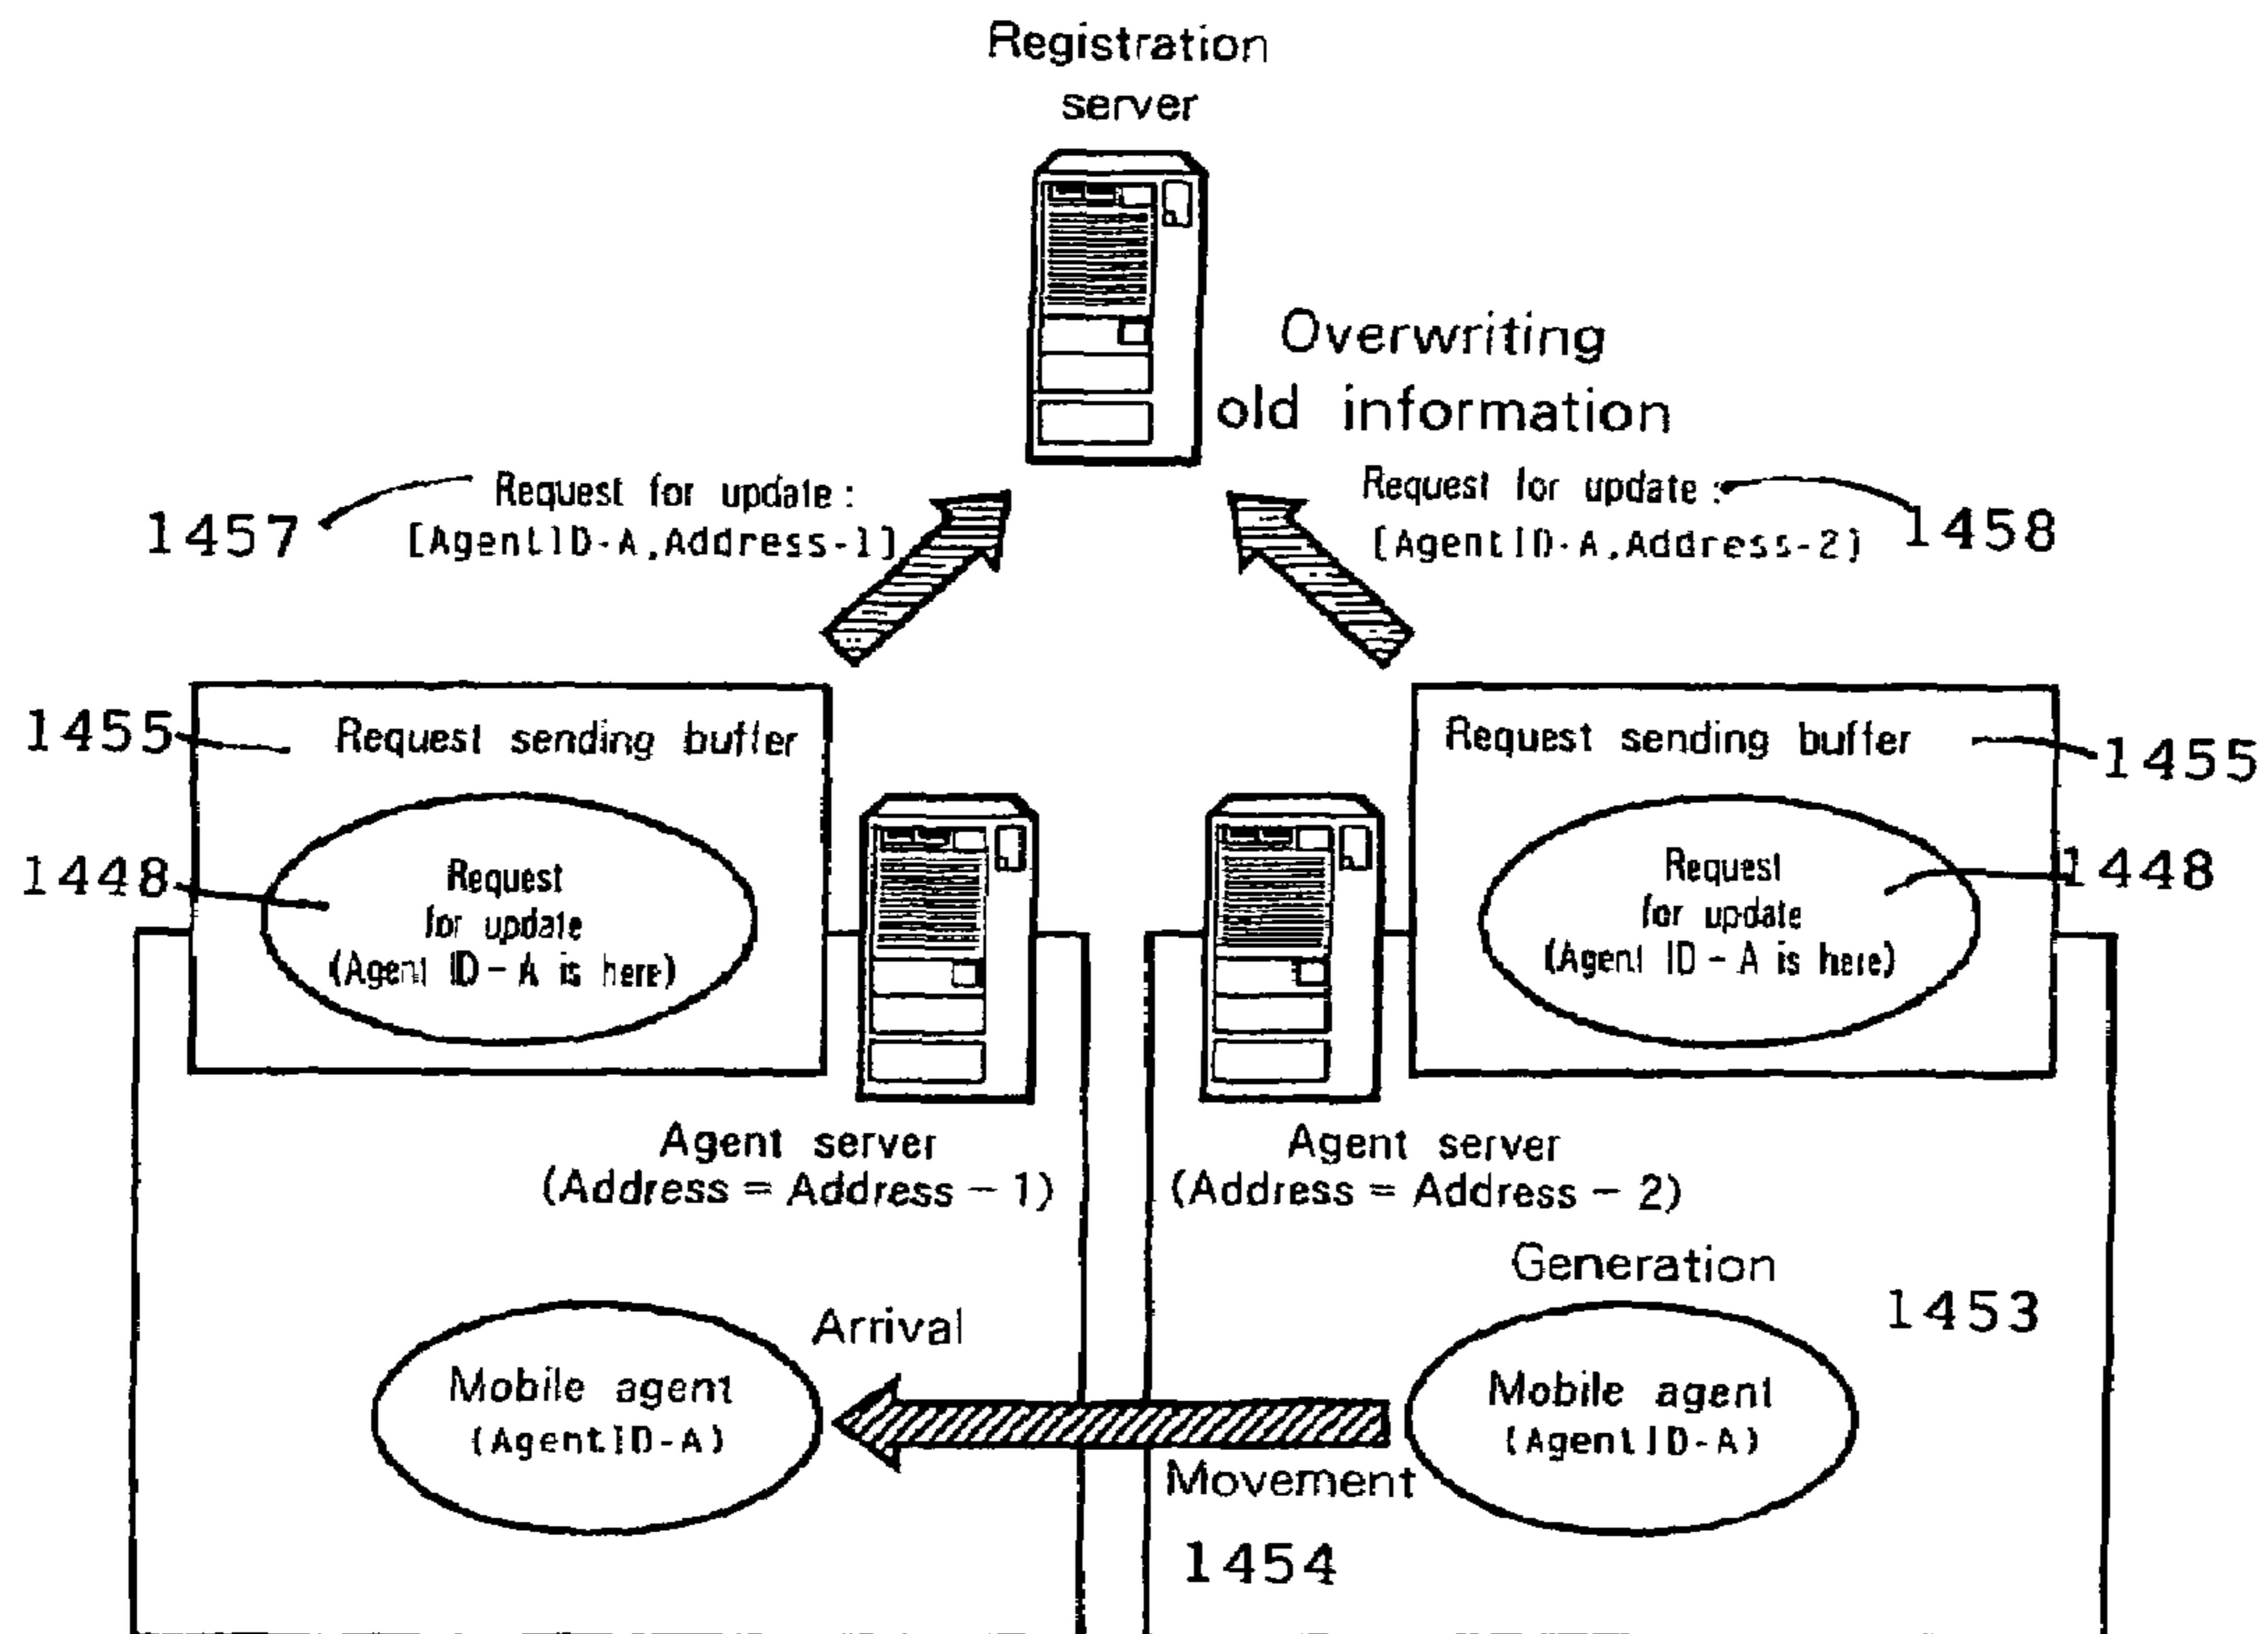 Registration
server
Overwriting
old information
Request for update :
[AgentID-A,Address-1]
1457
Request for update :
[AgentID-A,Address-2]
1458
1455
Request sending buffer
1448
Request
for update
(Agent ID – A is here)
Request sending buffer
1455
Request
for update
(Agent ID – A is here)
1448
Agent server
(Address = Address – 1)
Agent server
(Address = Address – 2)
Generation
1453
Arrival
Mobile agent
(AgentID-A)
Mobile agent
(AgentID-A)
Movement
1454